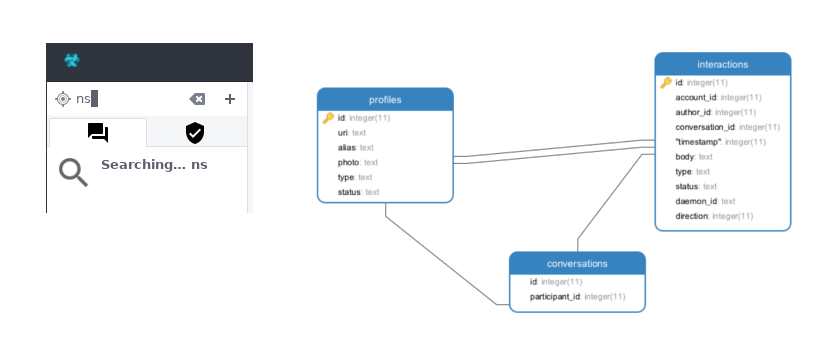 ns
Searching... ns
profiles
id: integer(11)
uri: text
alias: text
photo: text
type: text
status: text
interactions
id: integer(11)
account_id: integer(11)
author_id: integer(11)
conversation_id: integer(11)
"timestamp": integer(11)
body: text
type: text
status: text
daemon_id: text
direction: integer(11)
conversations
id: integer(11)
participant_id: integer(11)